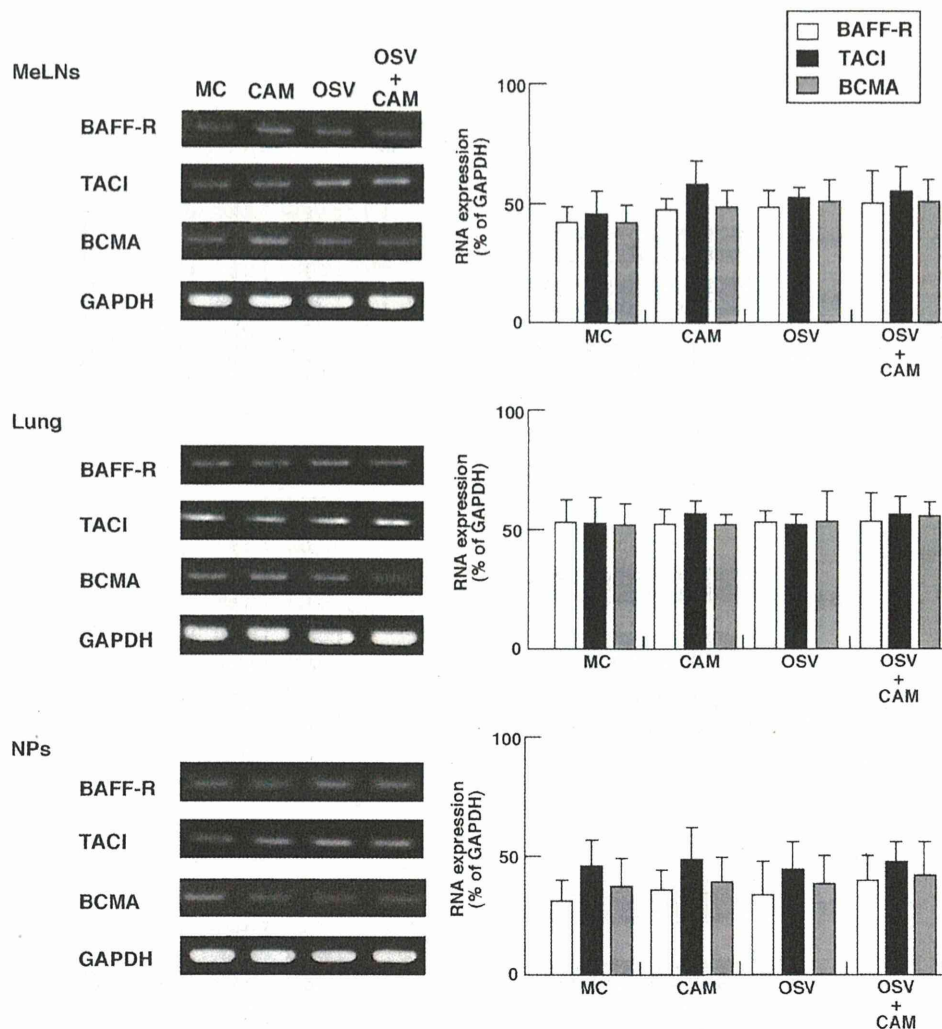 BAFF-R
TACI
BCMA
MeLNs
MC CAM OSV OSV + CAM
BAFF-R
TACI
BCMA
GAPDH
100
50
0
RNA expression
(% of GAPDH)
MC CAM OSV OSV + CAM
Lung
BAFF-R
TACI
BCMA
GAPDH
100
50
0
RNA expression
(% of GAPDH)
MC CAM OSV OSV + CAM
NPs
BAFF-R
TACI
BCMA
GAPDH
100
50
0
RNA expression
(% of GAPDH)
MC CAM OSV OSV + CAM